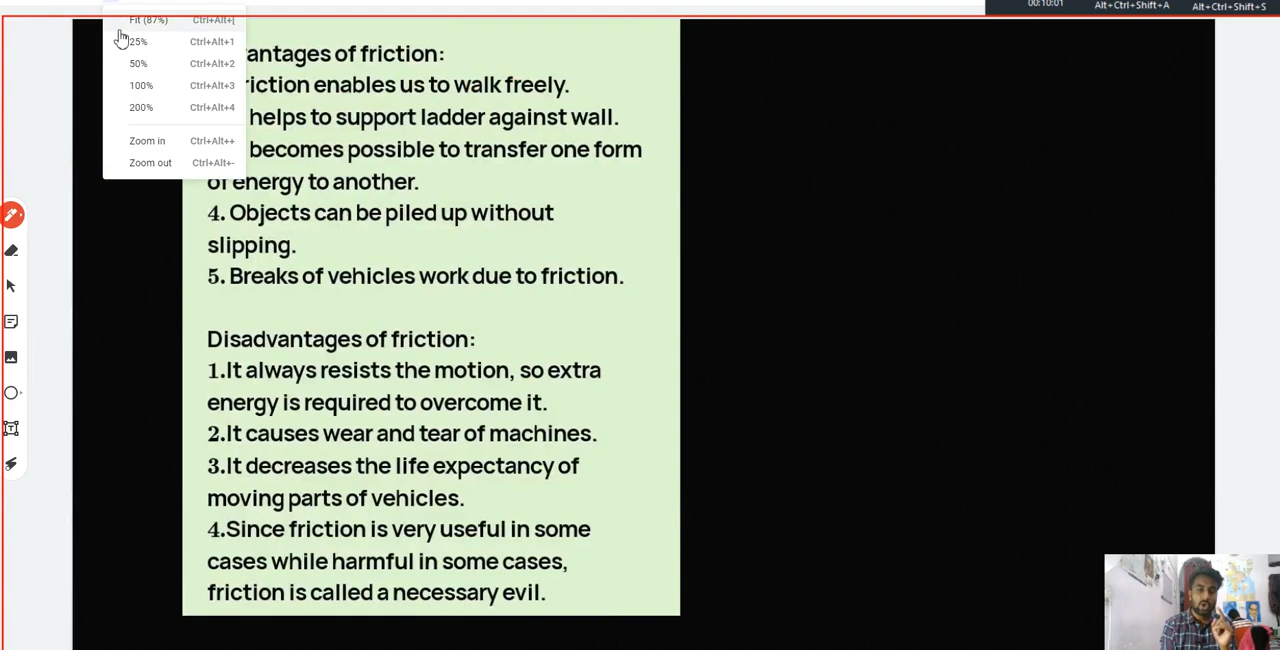 00:10:01 Alt+Ctrl+Shift+A Alt+Ctrl+Shift+S
Fit (87%) Ctrl+Alt+[
25% Ctrl+Alt+1
50% Ctrl+Alt+2
100% Ctrl+Alt+3
200% Ctrl+Alt+4
Zoom in Ctrl+Alt++
Zoom out Ctrl+Alt+-
of friction:
enables us to walk freely.
helps to support ladder against wall.
becomes possible to transfer one form
of energy to another.
4. Objects can be piled up without
slipping.
5. Breaks of vehicles work due to friction.
Disadvantages of friction:
1.It always resists the motion, so extra
energy is required to overcome it.
2.It causes wear and tear of machines.
3.It decreases the life expectancy of
moving parts of vehicles.
4.Since friction is very useful in some
cases while harmful in some cases,
friction is called a necessary evil.